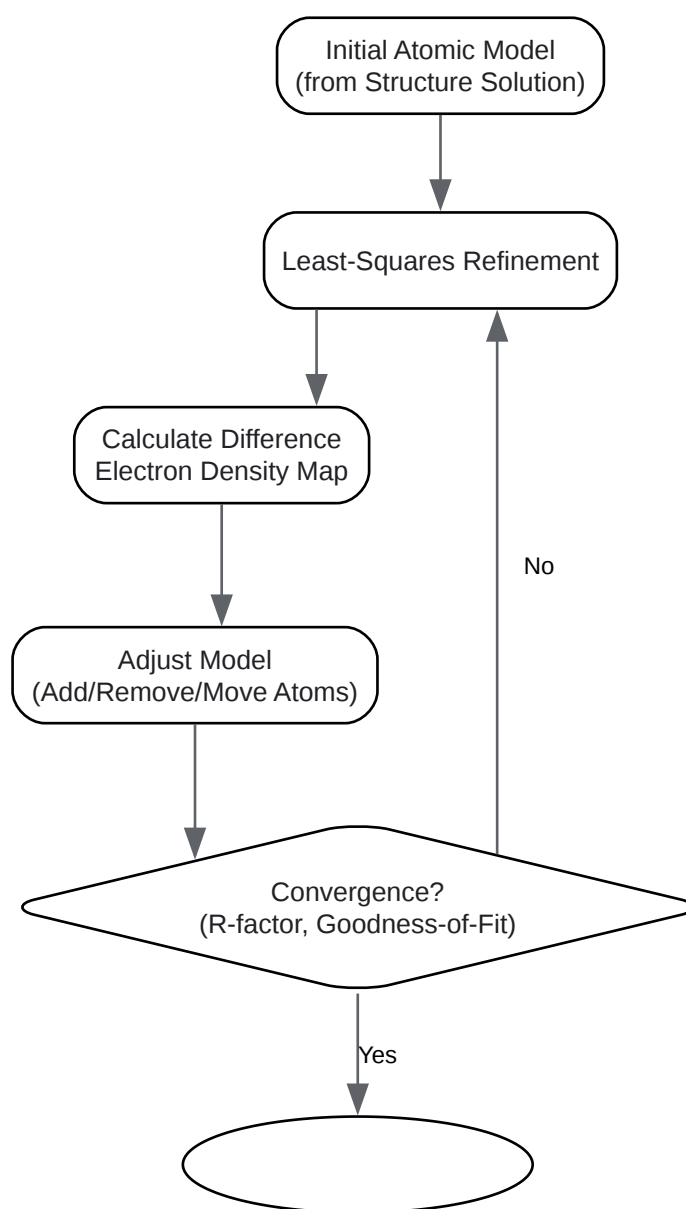 Initial Atomic Model
(from Structure Solution)
Least-Squares Refinement
Calculate Difference
Electron Density Map
No
Adjust Model
(Add/Remove/Move Atoms)
Convergence?
(R-factor, Goodness-of-Fit)
Yes